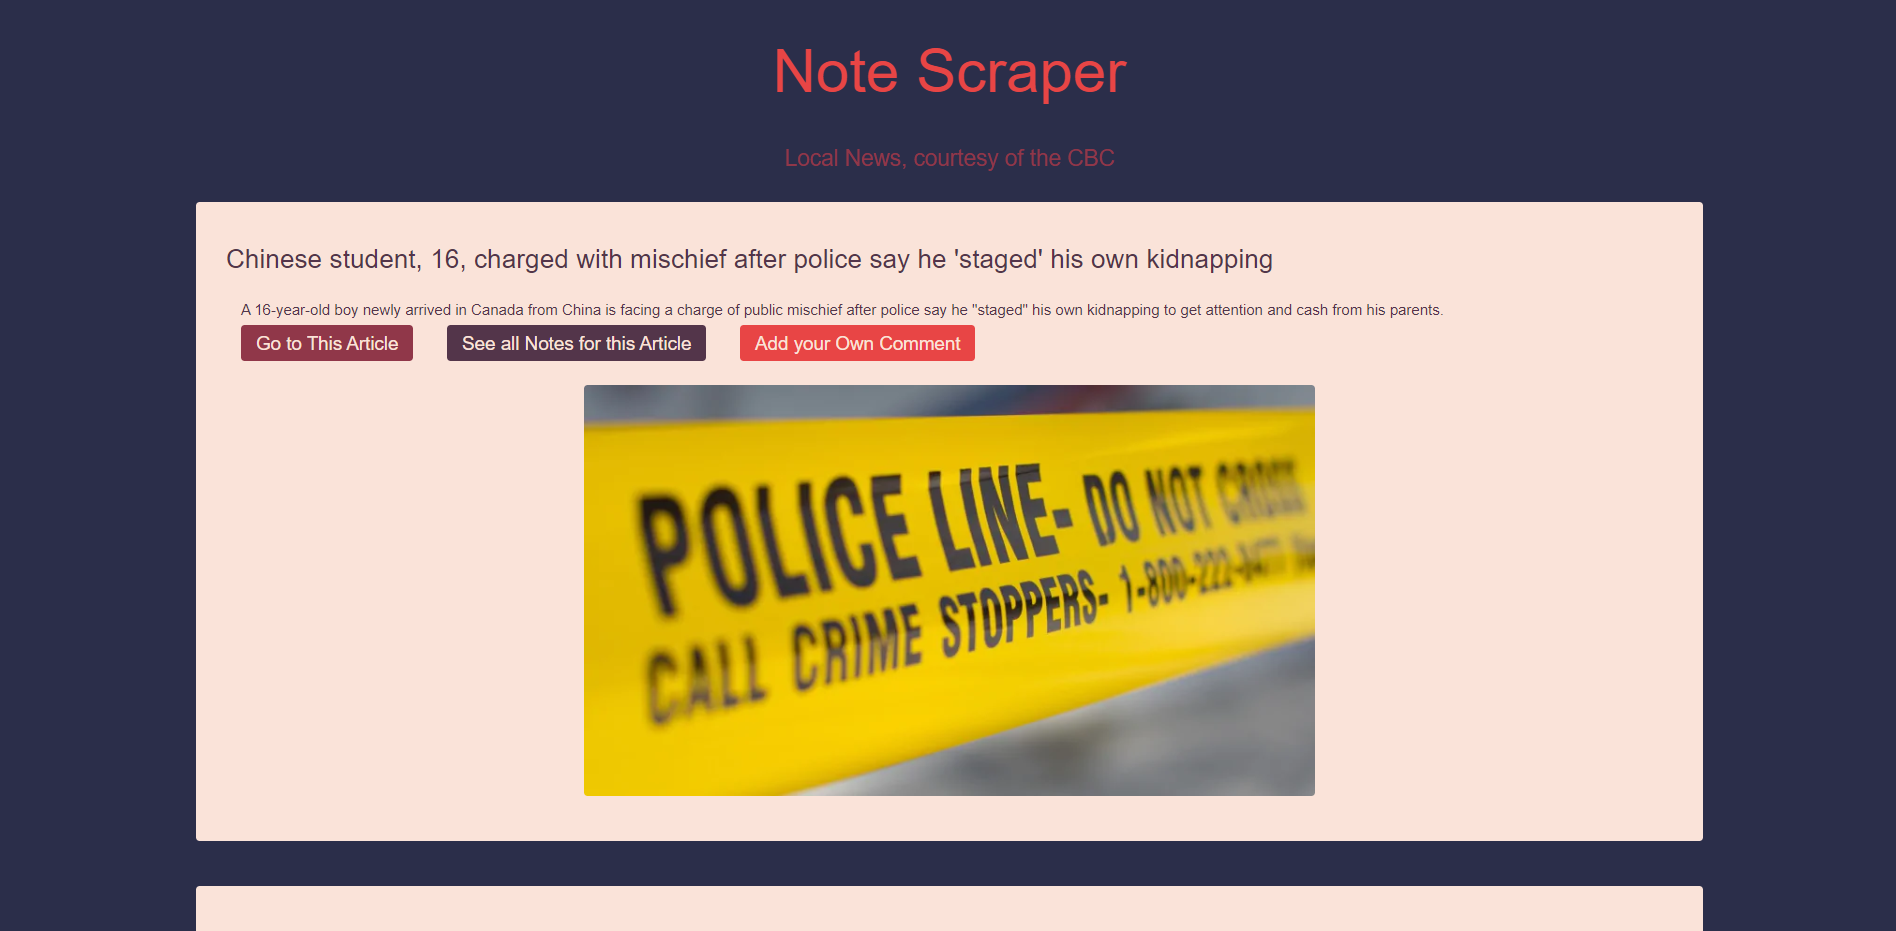 Note Scraper
Local News, courtesy of the CBC
Chinese student, 16, charged with mischief after police say he 'staged' his own kidnapping
A 16-year-old boy newly arrived in Canada from China is facing a charge of public mischief after police say he "staged" his own kidnapping to get attention and cash from his parents.
Go to This Article
See all Notes for this Article
Add your Own Comment
POLICE LINE- DO NOT CROSS
CALL CRIME STOPPERS- 1-800-222-8477